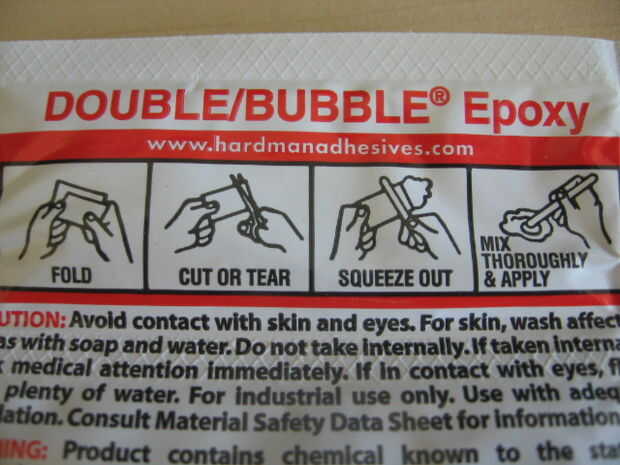 DOUBLE/BUBBLE® Epoxy
www.hardmanadhesives.com
FOLD
CUT OR TEAR
SQUEEZE OUT
MIX
THOROUGHLY
& APPLY
UTION: Avoid contact with skin and eyes. For skin, wash affect
as with soap and water. Do not take internally. If taken interna
medical attention immediately. If in contact with eyes, f
plenty of water. For industrial use only. Use with adeq
lation. Consult Material Safety Data Sheet for information
ING: Product contains chemical known to the sta